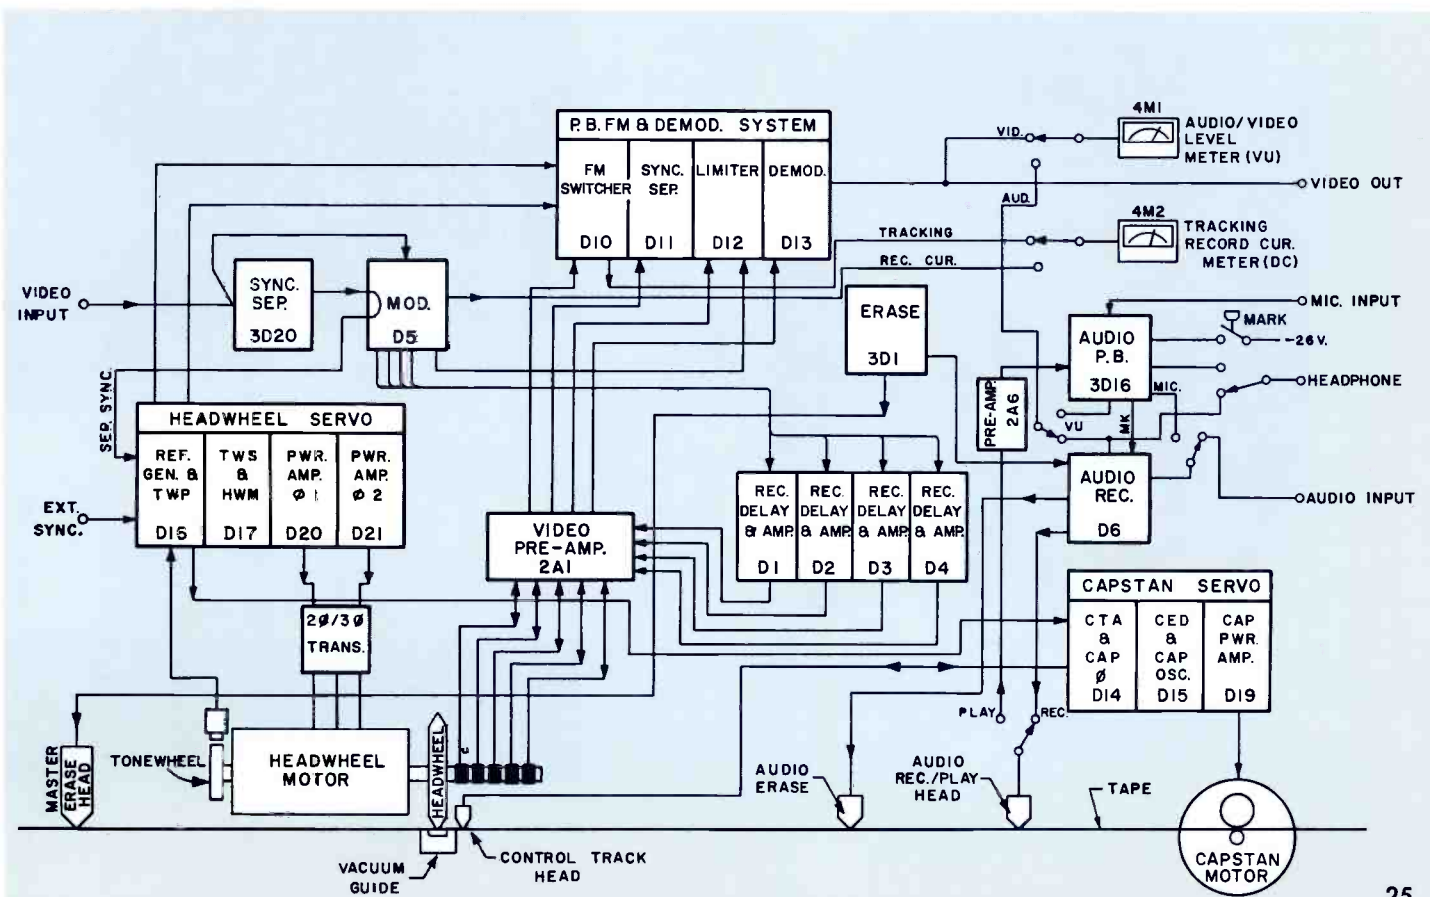 P.B. FM & DEMOD. SYSTEM
FM
SWITCHER
D10
SYNC.
SEP.
D11
LIMITER
D12
DEMOD.
D13
4M1
AUDIO/VIDEO
LEVEL
METER (VU)
VID.
AUD.
VIDEO OUT
4M2
TRACKING
RECORD CUR.
METER (DC)
TRACKING
REC. CUR.
VIDEO
INPUT
SYNC.
SEP.
3D20
MOD.
D5
SEP. SYNC.
ERASE
3D1
MIC. INPUT
MARK
-26V.
HEADPHONE
AUDIO
P.B.
3D16
MIC.
MK
VU
PRE-AMP.
2A6
AUDIO
REC.
D6
AUDIO INPUT
HEADWHEEL SERVO
REF.
GEN. &
TWP
D16
TWS
&
HWM
D17
PWR.
AMP.
Ø 1
D20
PWR.
AMP.
Ø 2
D21
EXT.
SYNC.
VIDEO
PRE-AMP.
2A1
REC.
DELAY
& AMP.
D1
REC.
DELAY
& AMP.
D2
REC.
DELAY
& AMP.
D3
REC.
DELAY
& AMP.
D4
2Ø/3Ø
TRANS.
CAPSTAN SERVO
CTA
&
CAP
Ø
D14
CED
&
CAP
OSC.
D15
CAP
PWR.
AMP.
D19
PLAY
REC.
MASTER
ERASE
HEAD
TONEWHEEL
HEADWHEEL
MOTOR
HEADWHEEL
C
AUDIO
ERASE
AUDIO
REC./PLAY
HEAD
TAPE
VACUUM
GUIDE
CONTROL TRACK
HEAD
CAPSTAN
MOTOR
25